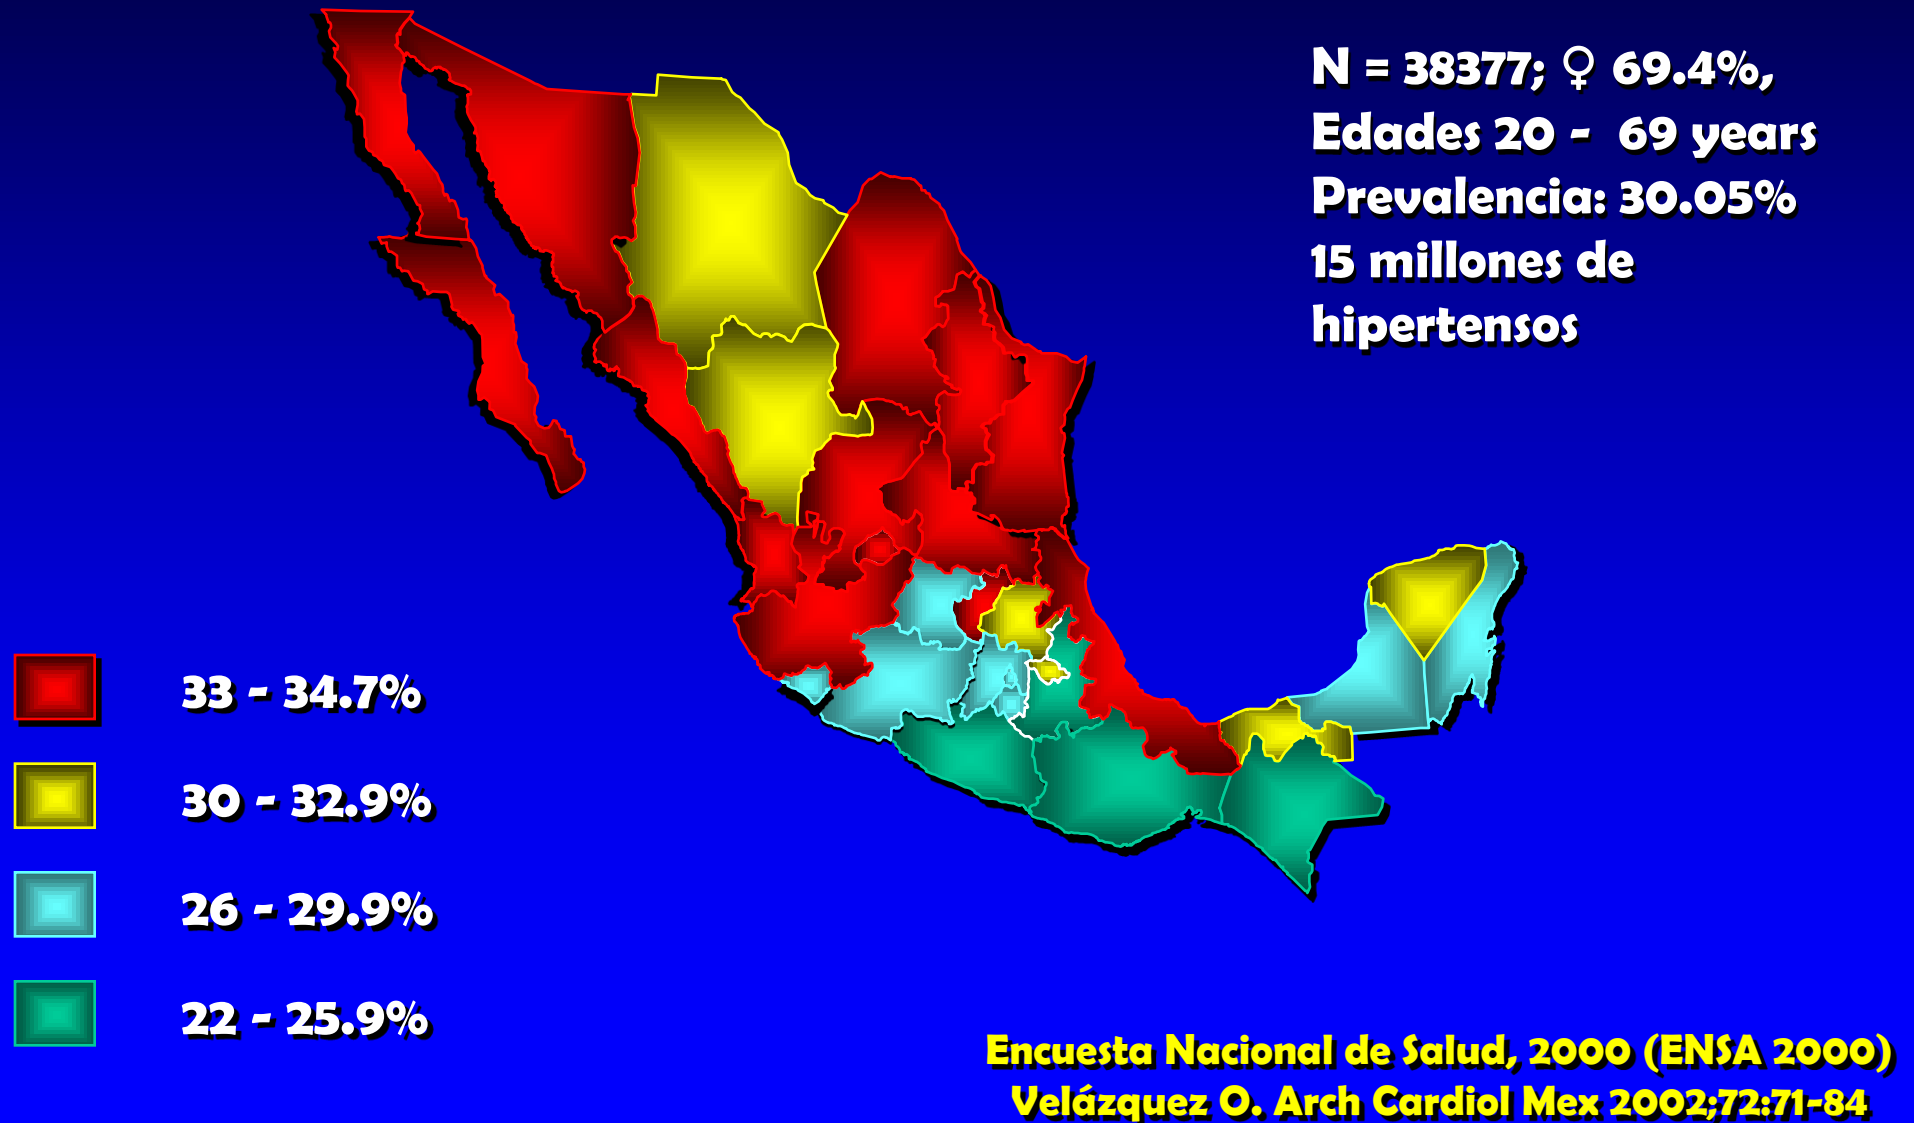 N = 38377; ♀ 69.4%,
Edades 20 - 69 years
Prevalencia: 30.05%
15 millones de
hipertensos
33 - 34.7%
30 - 32.9%
26 - 29.9%
22 - 25.9%
Encuesta Nacional de Salud, 2000 (ENSA 2000)
Velázquez O. Arch Cardiol Mex 2002;72:71-84